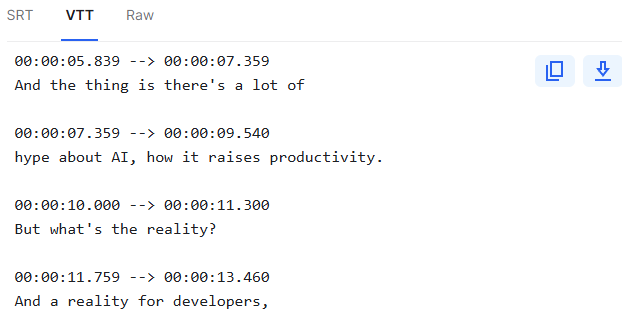 SRT VTT Raw
00:00:05.839 --> 00:00:07.359
And the thing is there's a lot of
00:00:07.359 --> 00:00:09.540
hype about AI, how it raises productivity.
00:00:10.000 --> 00:00:11.300
But what's the reality?
00:00:11.759 --> 00:00:13.460
And a reality for developers,